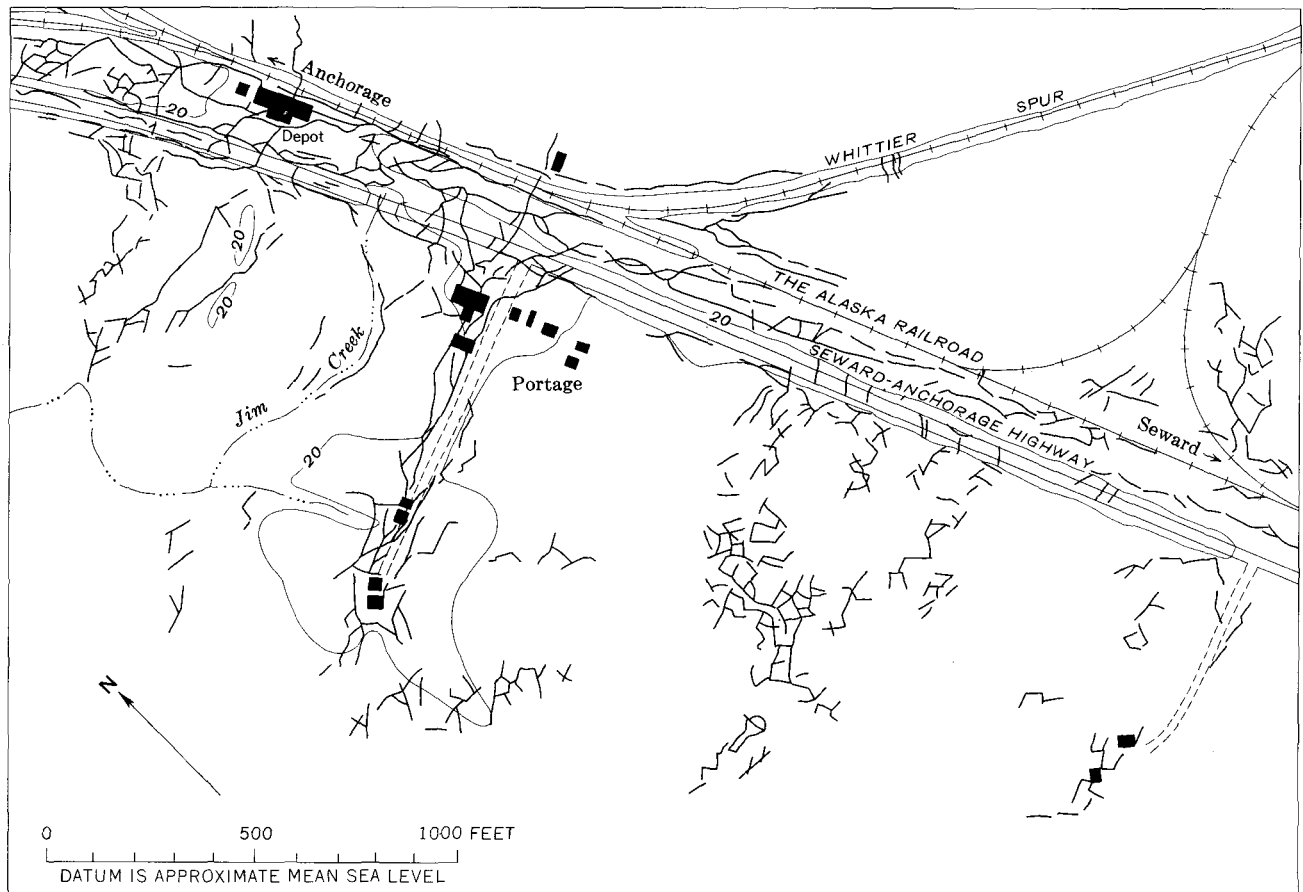 Anchorage
20
Depot
WHITTIER SPUR
20
20
THE ALASKA RAILROAD
20
SEWARD-ANCHORAGE HIGHWAY
Jim Creek
Portage
Seward
20
N
0 500 1000 FEET
DATUM IS APPROXIMATE MEAN SEA LEVEL